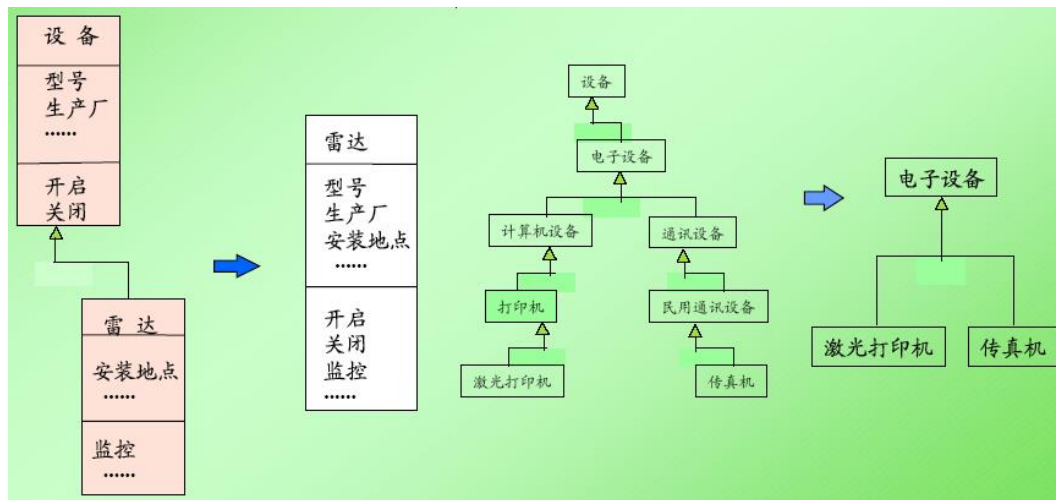 设备
型号
生产厂
......
开启
关闭
雷达
安装地点
......
监控
......
雷达
型号
生产厂
安装地点
......
开启
关闭
监控
......
设备
电子设备
计算机设备
通讯设备
打印机
民用通讯设备
激光打印机
传真机
电子设备
激光打印机
传真机